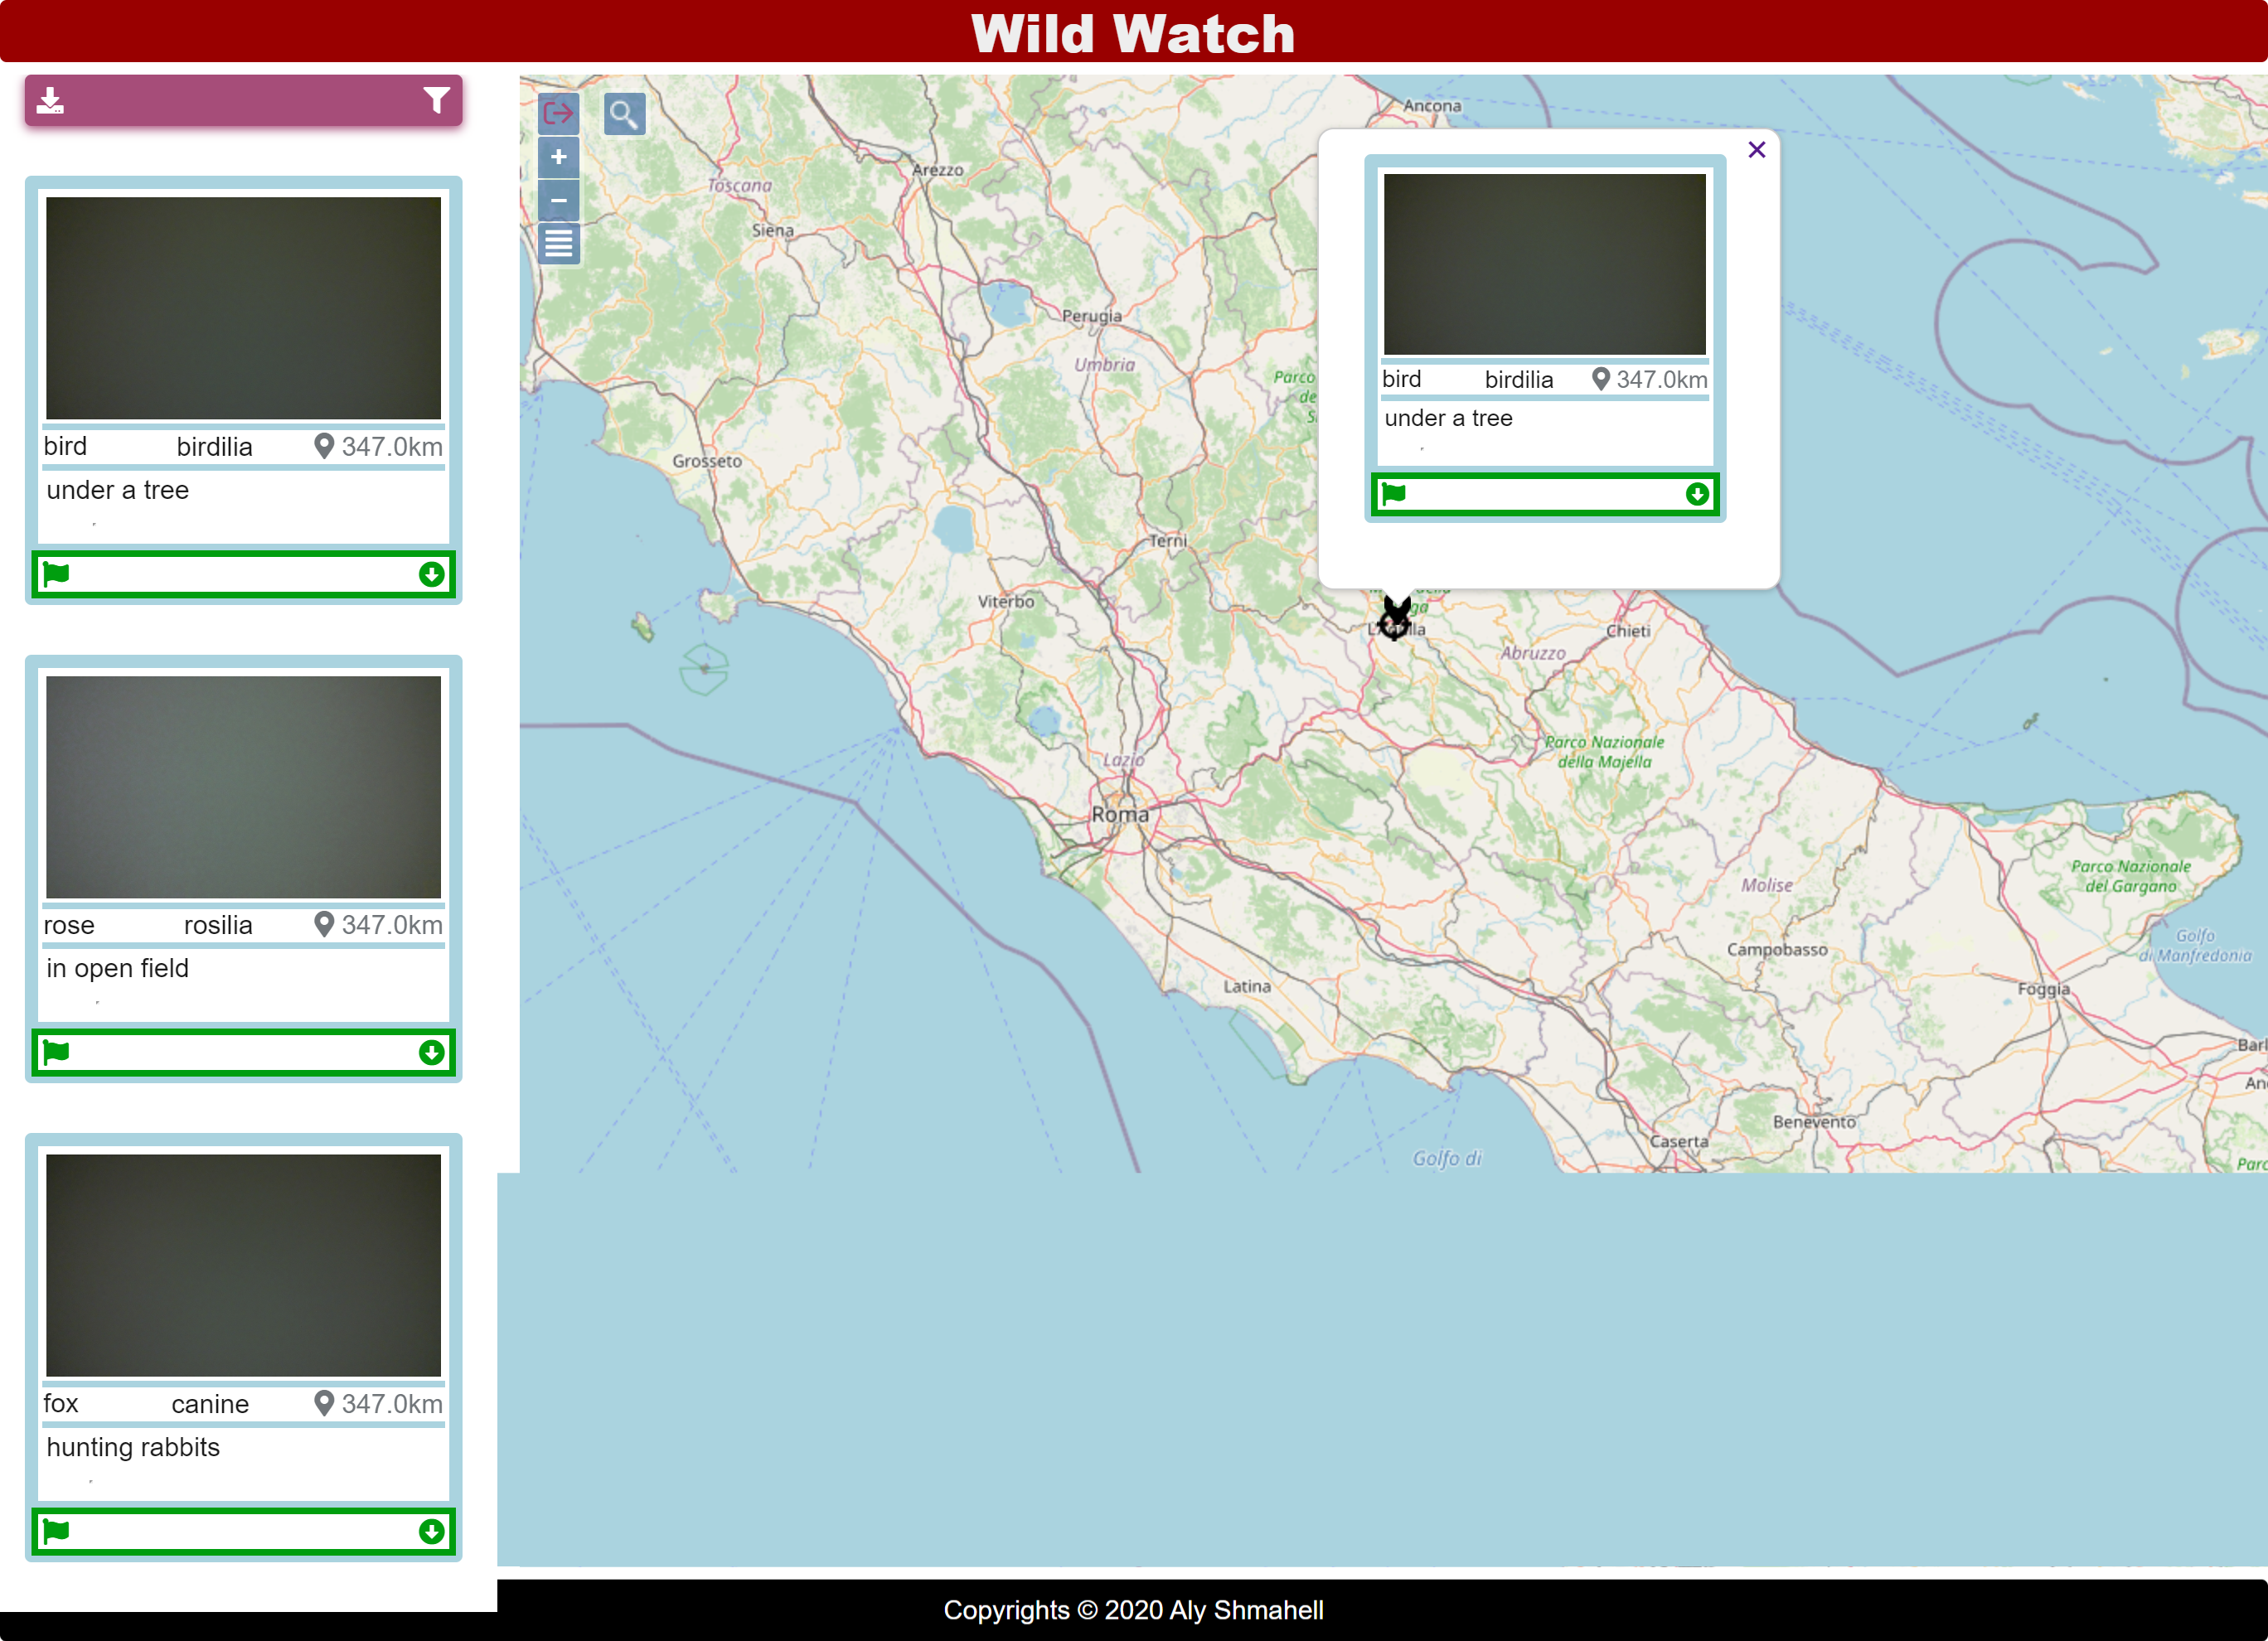 Wild Watch
bird birdilia 347.0km
under a tree
rose rosilia 347.0km
in open field
fox canine 347.0km
hunting rabbits
+
−
Ancona
Arezzo
Toscana
Siena
Perugia
Umbria
Parco
de
S
Grosseto
Terni
Viterbo
bird birdilia 347.0km
under a tree
Chieti
Abruzzo
Parco Nazionale
della Majella
Lazio
Roma
Parco Nazionale
del Gargano
Molise
Golfo
di Manfredonia
Campobasso
Latina
Foggia
Barl
An
Benevento
Caserta
Golfo di
Parc
Copyrights © 2020 Aly Shmahell